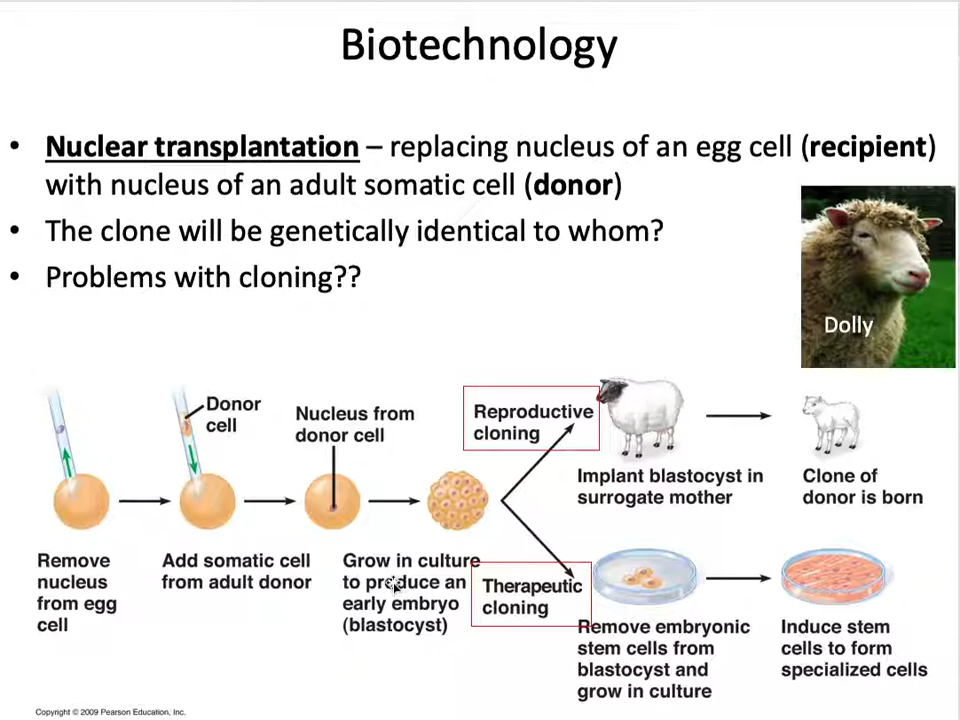 Biotechnology
• Nuclear transplantation – replacing nucleus of an egg cell (recipient)
with nucleus of an adult somatic cell (donor)
• The clone will be genetically identical to whom?
• Problems with cloning??
Dolly
Donor
cell
Nucleus from
donor cell
Reproductive
cloning
Implant blastocyst in
surrogate mother
Clone of
donor is born
Remove
nucleus
from egg
cell
Add somatic cell
from adult donor
Grow in culture
to produce an
early embryo
(blastocyst)
Therapeutic
cloning
Remove embryonic
stem cells from
blastocyst and
grow in culture
Induce stem
cells to form
specialized cells
Copyright © 2009 Pearson Education, Inc.